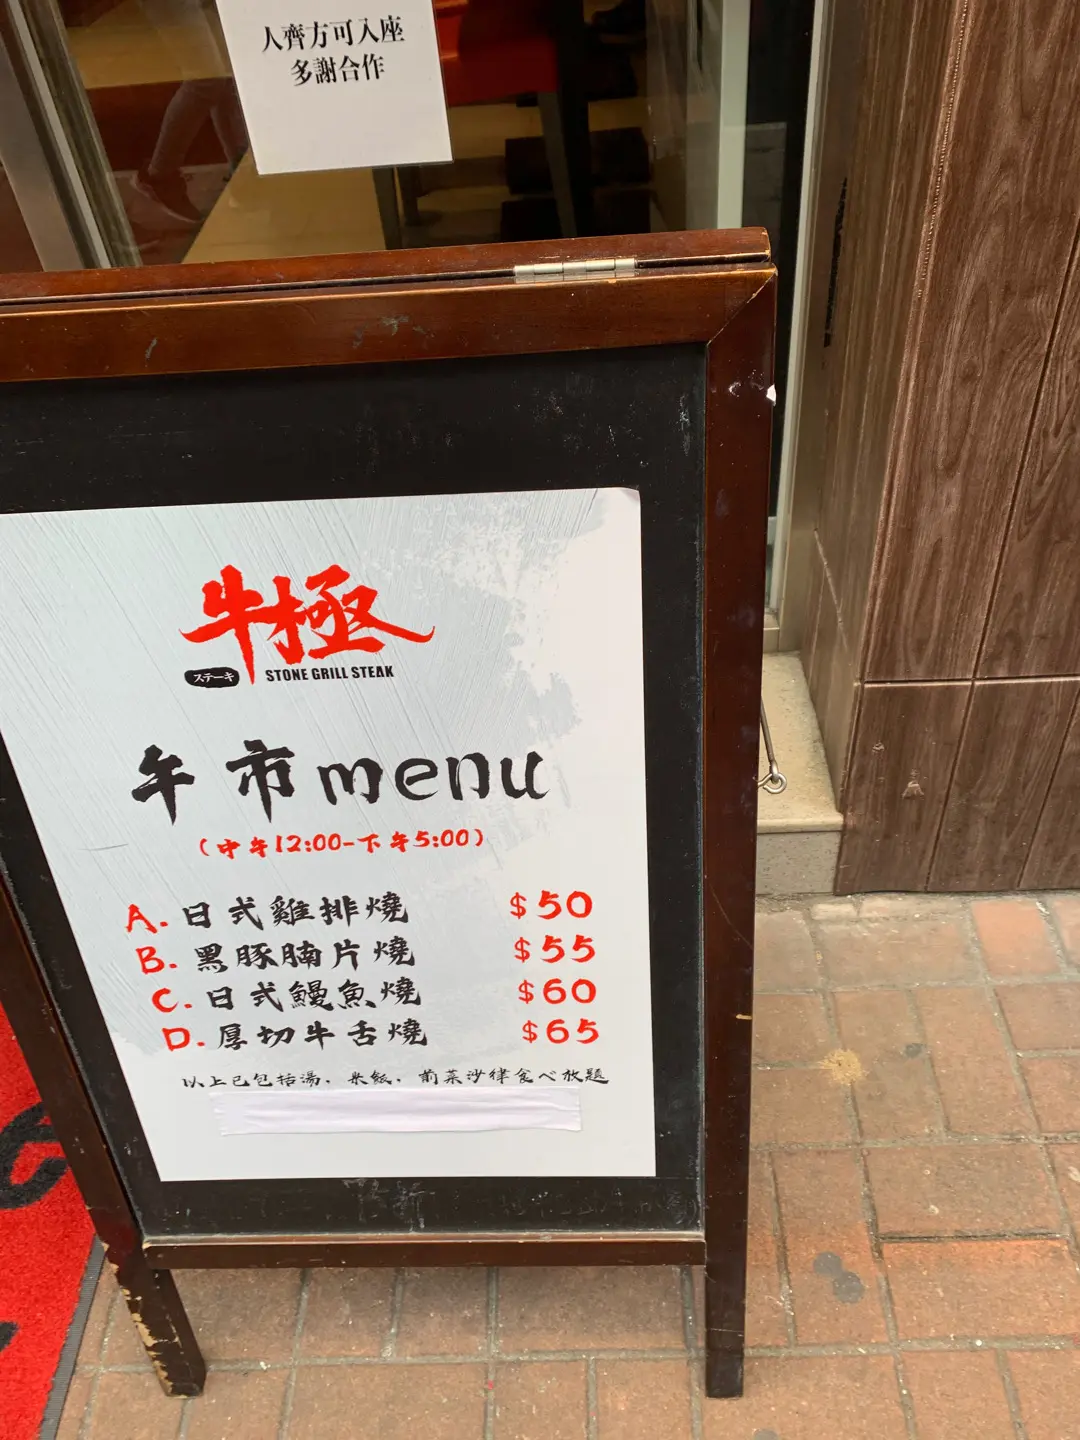 人齊方可入座
多謝合作
牛極
ステーキ STONE GRILL STEAK
午市menu
(中午12:00-下午5:00)
A. 日式雞排燒 $50
B. 黑豚腩片燒 $55
C. 日式鰻魚燒 $60
D. 厚切牛舌燒 $65
以上已包括湯, 米飯, 前菜沙律食べ放題